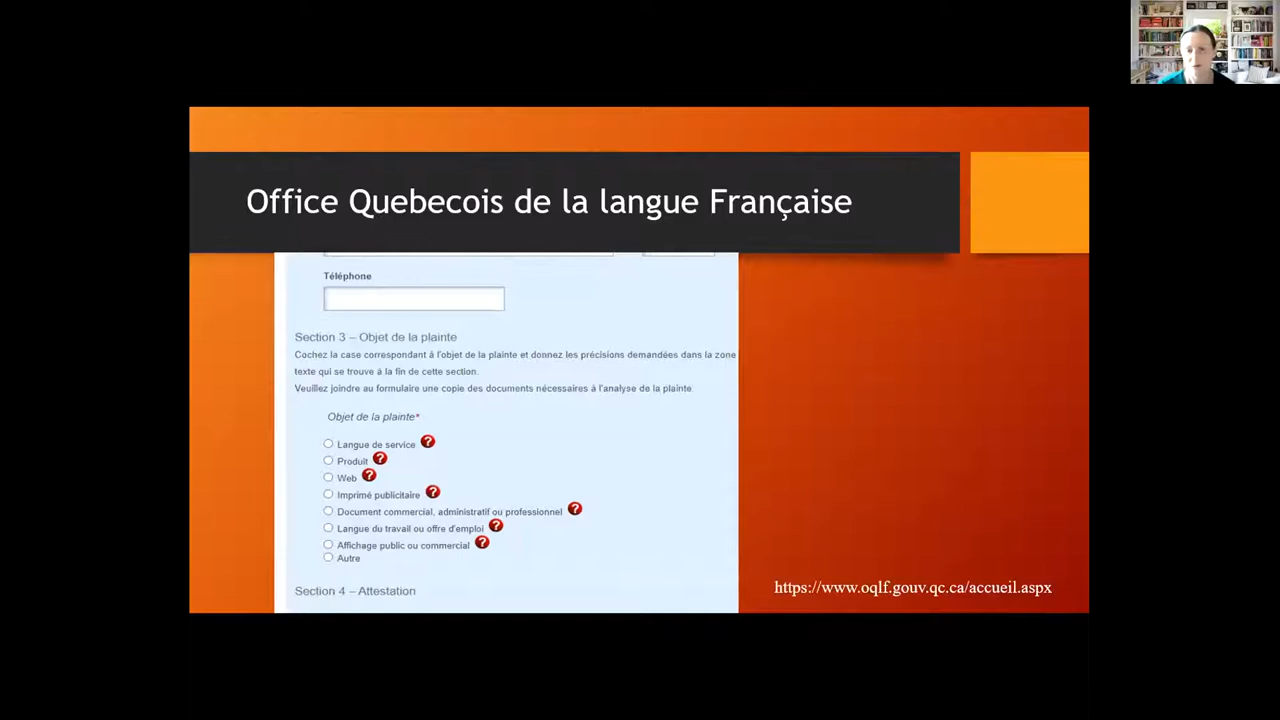 Office Quebecois de la langue Française
Téléphone
Section 3 – Objet de la plainte
Cochez la case correspondant à l'objet de la plainte et donnez les précisions demandées dans la zone
texte qui se trouve à la fin de cette section.
Veuillez joindre au formulaire une copie des documents nécessaires à l'analyse de la plainte
Objet de la plainte*
Langue de service ?
Produit ?
Web ?
Imprimé publicitaire ?
Document commercial, administratif ou professionnel ?
Langue du travail ou offre d'emploi ?
Affichage public ou commercial ?
Autre
Section 4 – Attestation
https://www.oqlf.gouv.qc.ca/accueil.aspx